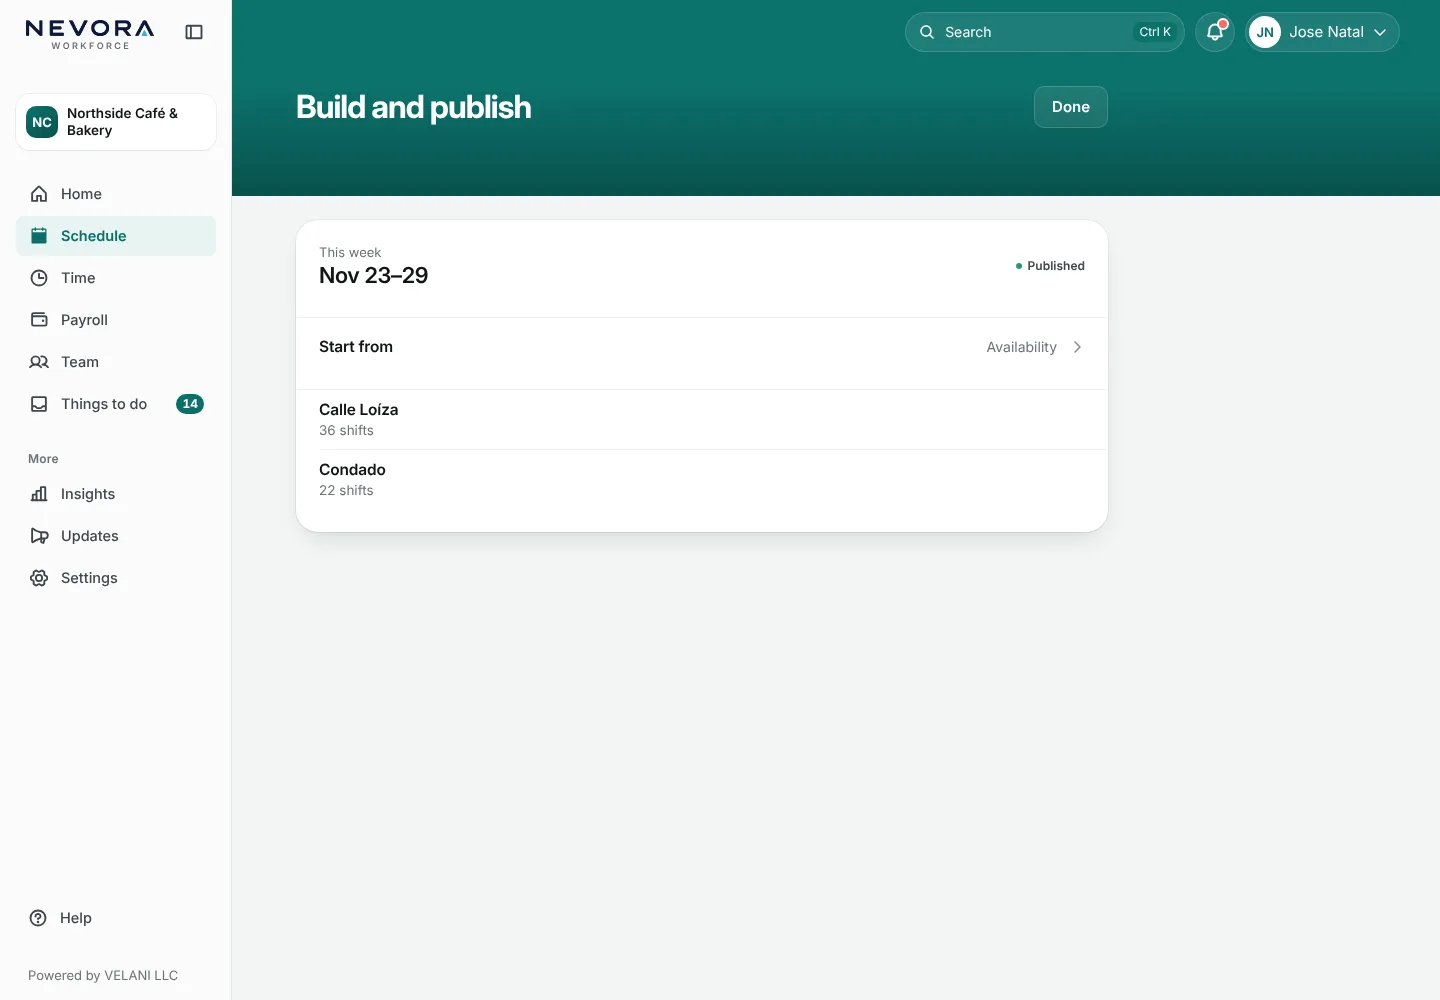 NEVORA
WORKFORCE
Search
Ctrl K
JN
Jose Natal
NC
Northside Café &
Bakery
Build and publish
Done
Home
Schedule
Time
Payroll
Team
Things to do
14
More
Insights
Updates
Settings
This week
Nov 23–29
Published
Start from
Availability
Calle Loíza
36 shifts
Condado
22 shifts
Help
Powered by VELANI LLC